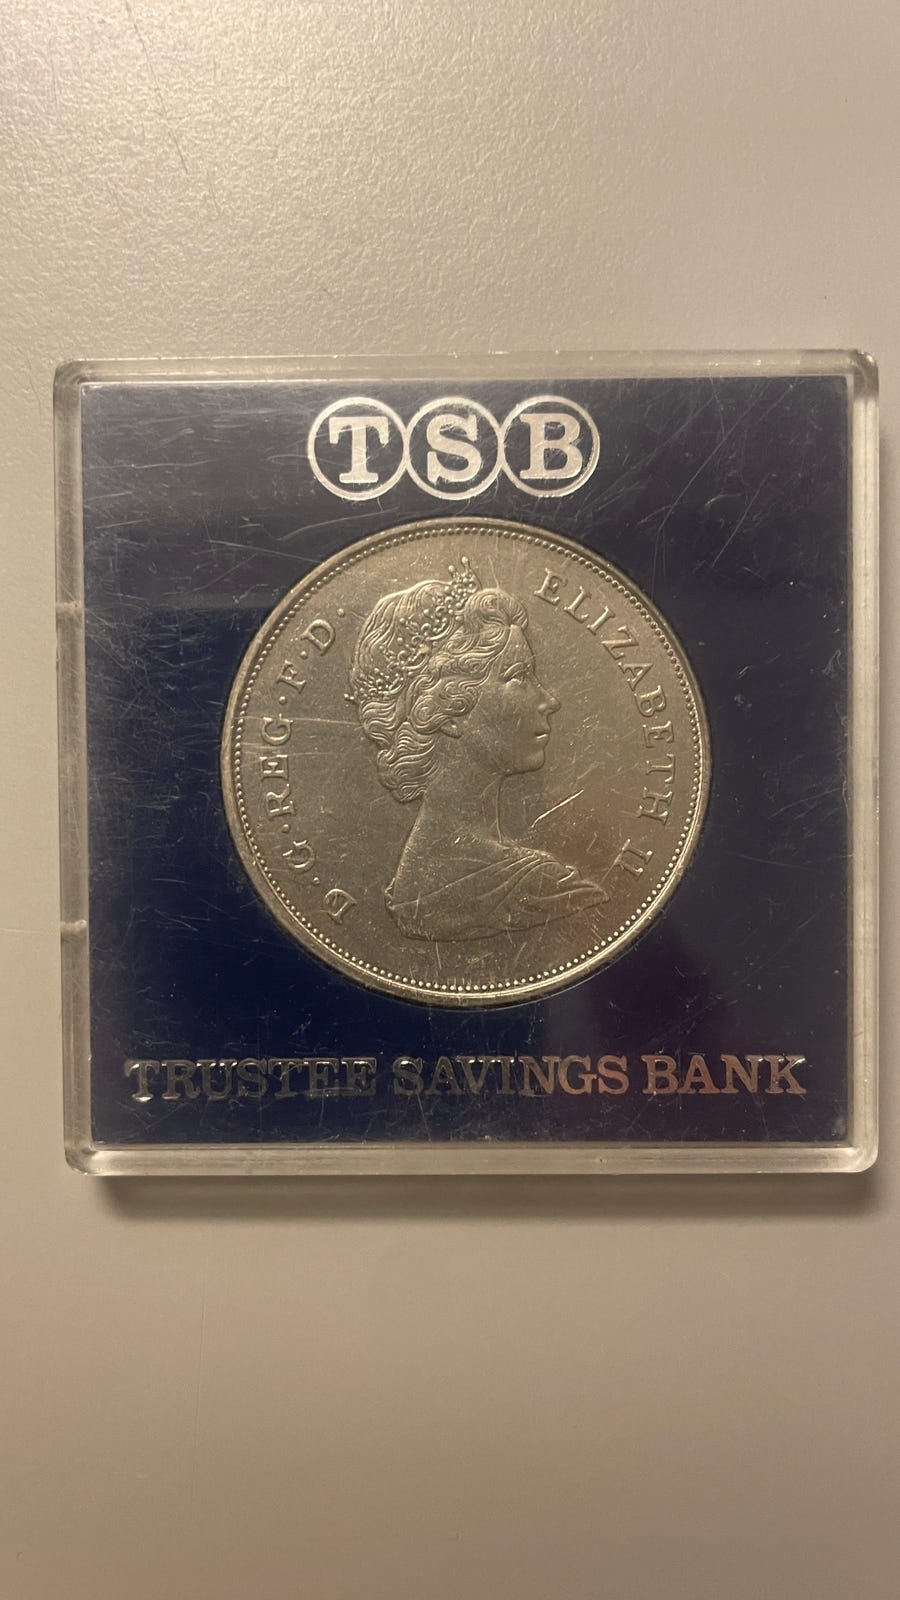 TSB
D·G·REG·F·D· ELIZABETH II
TRUSTEE SAVINGS BANK